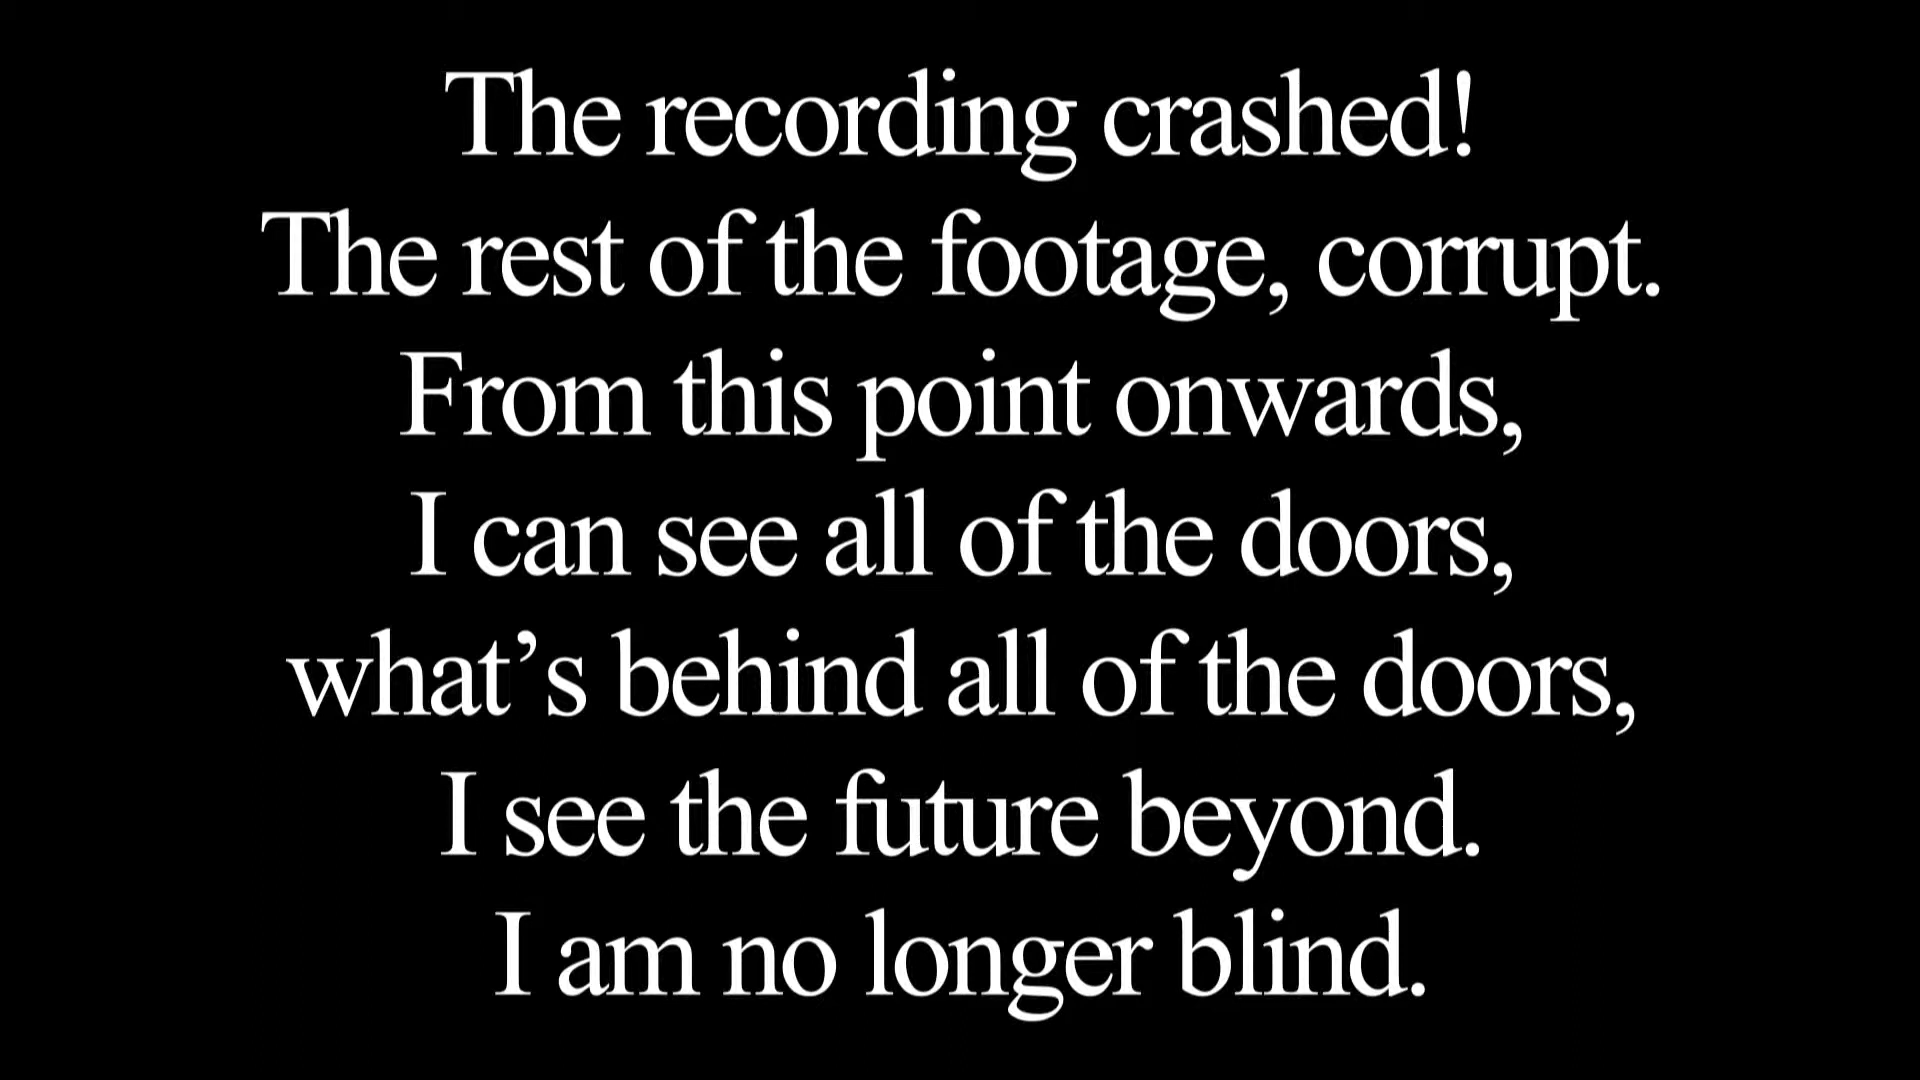 The recording crashed!
The rest of the footage, corrupt.
From this point onwards,
I can see all of the doors,
what’s behind all of the doors,
I see the future beyond.
I am no longer blind.